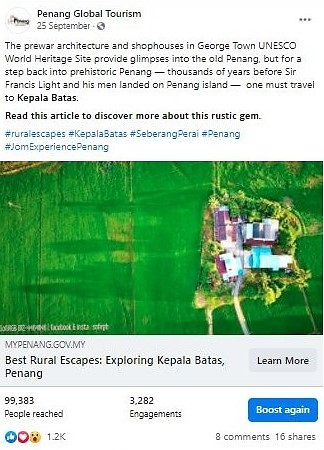 Penang Global Tourism
25 September ·
The prewar architecture and shophouses in George Town UNESCO
World Heritage Site provide glimpses into the old Penang, but for a
step back into prehistoric Penang — thousands of years before Sir
Francis Light and his men landed on Penang island — one must travel
to Kepala Batas.
Read this article to discover more about this rustic gem.
#ruralescapes #KepalaBatas #SeberangPerai #Penang
#JomExperiencePenang
MYPENANG.GOV.MY
Best Rural Escapes: Exploring Kepala Batas,
Penang
Learn More
99,383
People reached
3,282
Engagements
Boost again
1.2K
8 comments 16 shares